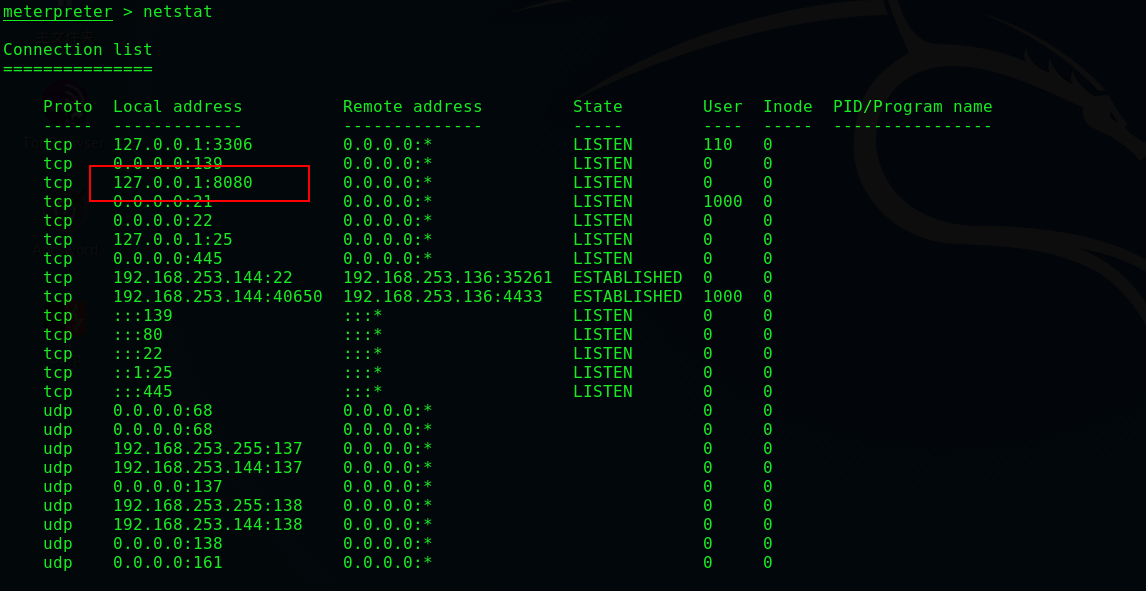 meterpreter > netstat
Connection list
===============
Proto Local address Remote address State User Inode PID/Program name
----- ------------- -------------- ----- ---- ----- ----------------
tcp 127.0.0.1:3306 0.0.0.0:* LISTEN 110 0
tcp 0.0.0.0:139 0.0.0.0:* LISTEN 0 0
tcp 127.0.0.1:8080 0.0.0.0:* LISTEN 0 0
tcp 0.0.0.0:21 0.0.0.0:* LISTEN 1000 0
tcp 0.0.0.0:22 0.0.0.0:* LISTEN 0 0
tcp 127.0.0.1:25 0.0.0.0:* LISTEN 0 0
tcp 0.0.0.0:445 0.0.0.0:* LISTEN 0 0
tcp 192.168.253.144:22 192.168.253.136:35261 ESTABLISHED 0 0
tcp 192.168.253.144:40650 192.168.253.136:4433 ESTABLISHED 1000 0
tcp :::139 :::* LISTEN 0 0
tcp :::80 :::* LISTEN 0 0
tcp :::22 :::* LISTEN 0 0
tcp ::1:25 :::* LISTEN 0 0
tcp :::445 :::* LISTEN 0 0
udp 0.0.0.0:68 0.0.0.0:* 0 0
udp 0.0.0.0:68 0.0.0.0:* 0 0
udp 192.168.253.255:137 0.0.0.0:* 0 0
udp 192.168.253.144:137 0.0.0.0:* 0 0
udp 0.0.0.0:137 0.0.0.0:* 0 0
udp 192.168.253.255:138 0.0.0.0:* 0 0
udp 192.168.253.144:138 0.0.0.0:* 0 0
udp 0.0.0.0:138 0.0.0.0:* 0 0
udp 0.0.0.0:161 0.0.0.0:* 0 0